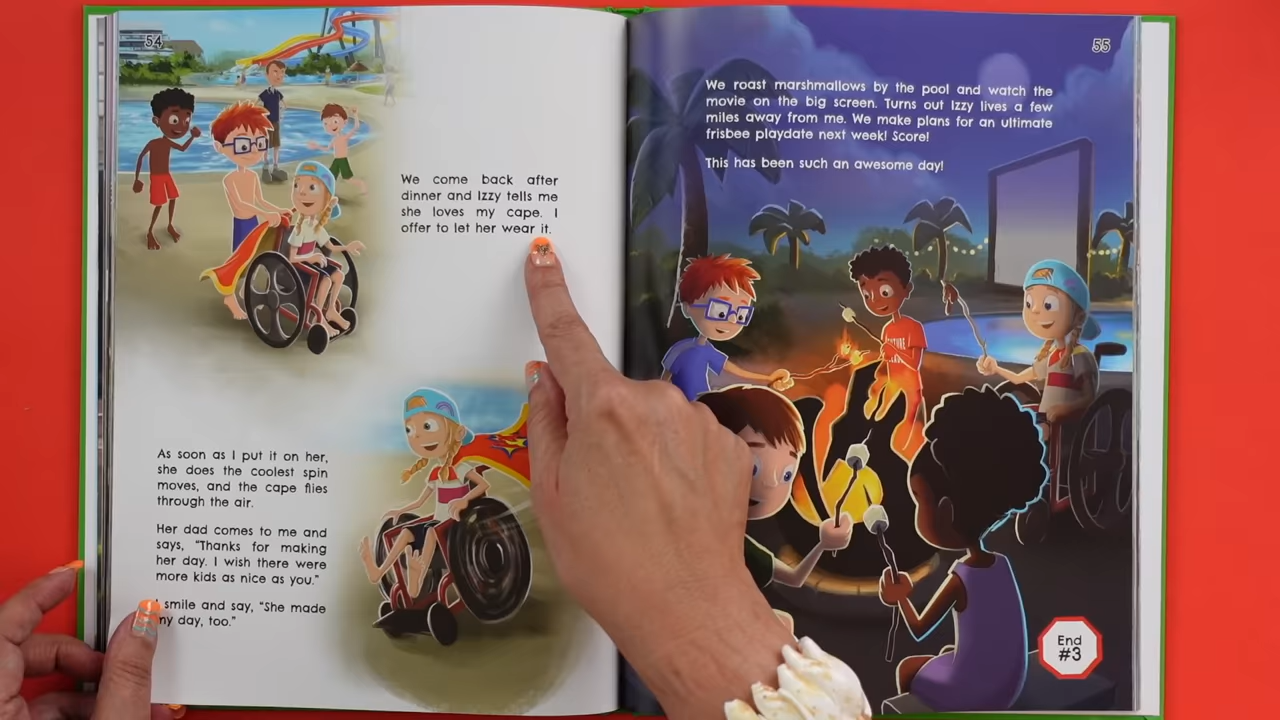 54
We come back after
dinner and Izzy tells me
she loves my cape. I
offer to let her wear it.
As soon as I put it on her,
she does the coolest spin
moves, and the cape flies
through the air.
Her dad comes to me and
says, “Thanks for making
her day. I wish there were
more kids as nice as you.”
I smile and say, “She made
my day, too.”
55
We roast marshmallows by the pool and watch the
movie on the big screen. Turns out Izzy lives a few
miles away from me. We make plans for an ultimate
frisbee playdate next week! Score!
This has been such an awesome day!
End
#3